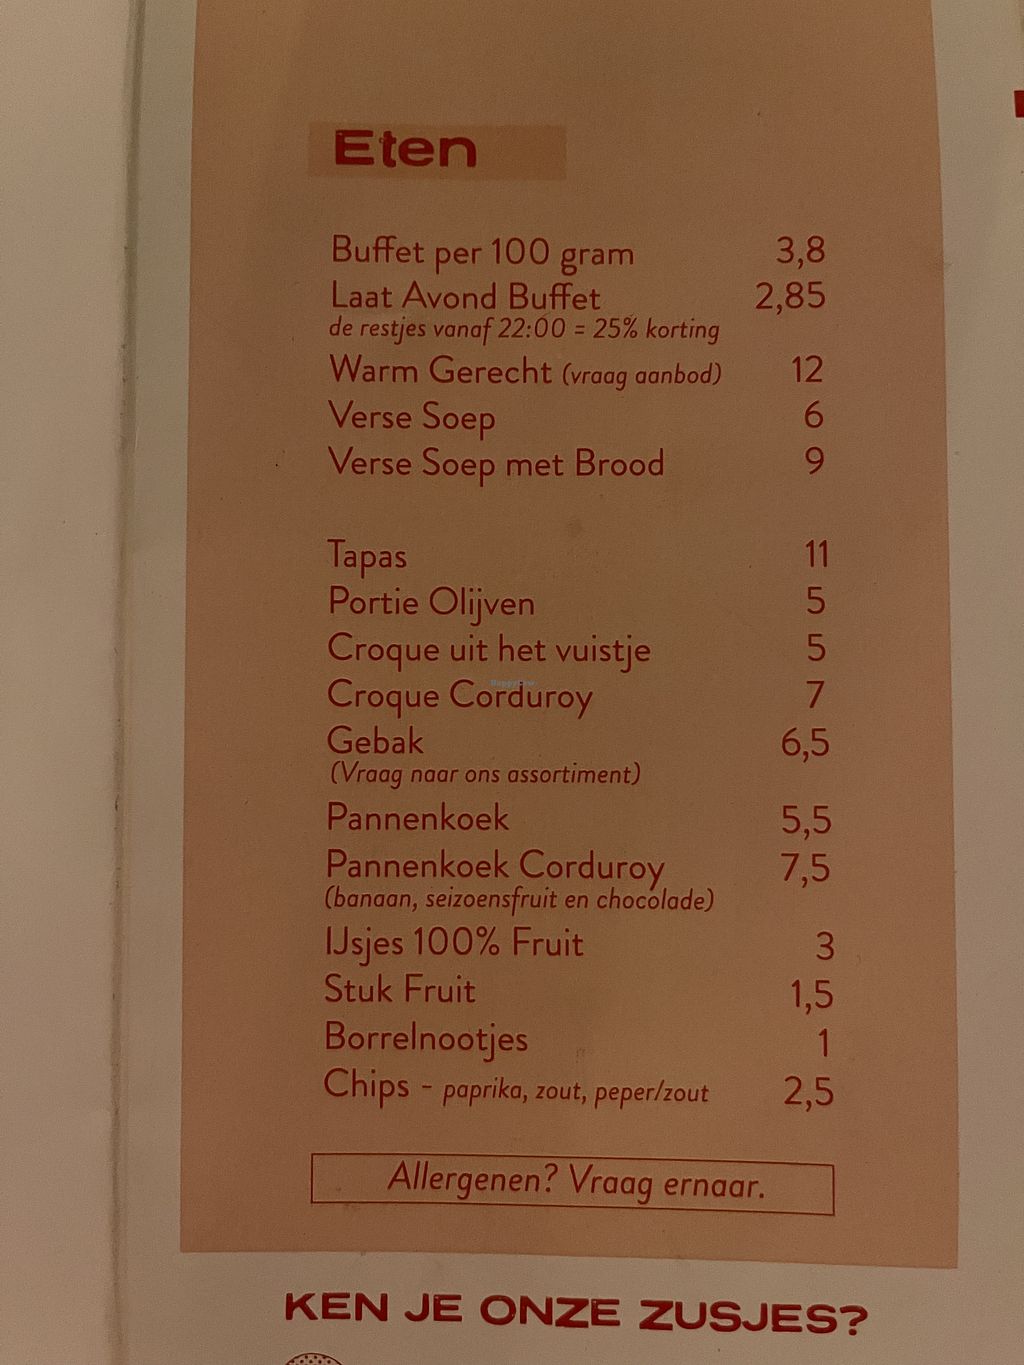 Eten
Buffet per 100 gram 3,8
Laat Avond Buffet 2,85
de restjes vanaf 22:00 = 25% korting
Warm Gerecht (vraag aanbod) 12
Verse Soep 6
Verse Soep met Brood 9
Tapas 11
Portie Olijven 5
Croque uit het vuistje 5
Croque Corduroy 7
Gebak 6,5
(Vraag naar ons assortiment)
Pannenkoek 5,5
Pannenkoek Corduroy 7,5
(banaan, seizoensfruit en chocolade)
IJsjes 100% Fruit 3
Stuk Fruit 1,5
Borrelnootjes 1
Chips - paprika, zout, peper/zout 2,5
Allergenen? Vraag ernaar.
KEN JE ONZE ZUSJES?